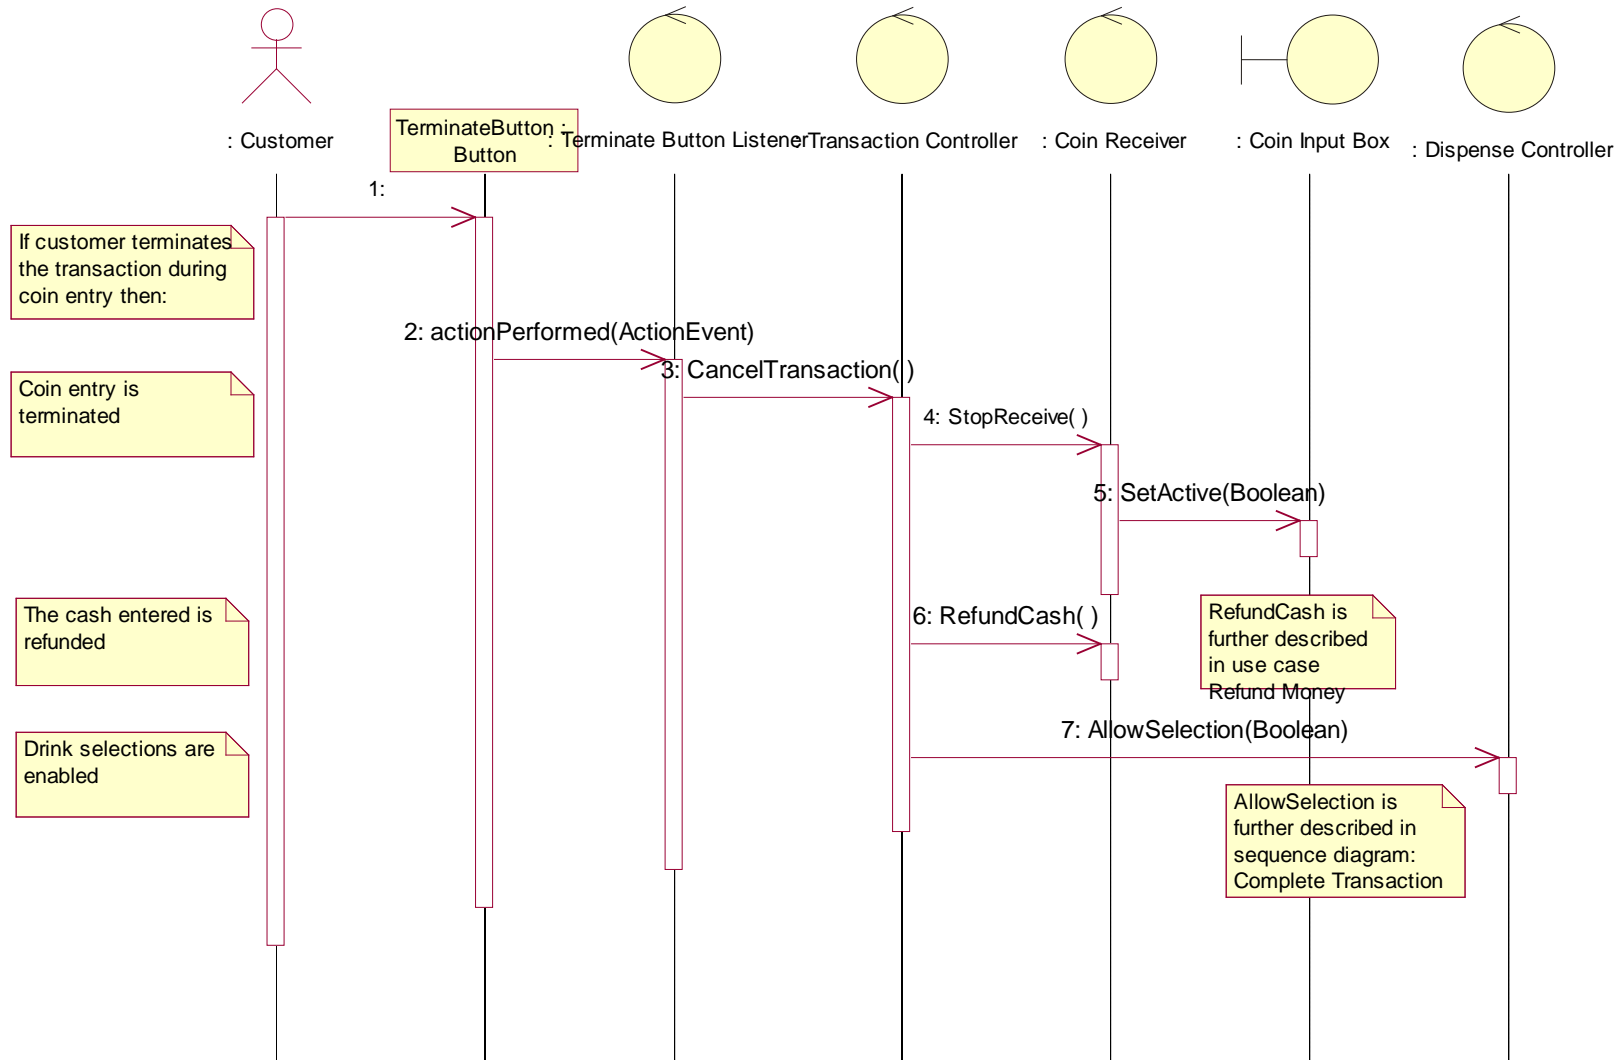 : Customer
TerminateButton :
Button
: Terminate Button Listener
: Transaction Controller
: Coin Receiver
: Coin Input Box
: Dispense Controller
1:
If customer terminates
the transaction during
coin entry then:
2: actionPerformed(ActionEvent)
3: CancelTransaction( )
Coin entry is
terminated
4: StopReceive( )
5: SetActive(Boolean)
The cash entered is
refunded
6: RefundCash( )
RefundCash is
further described
in use case
Refund Money
7: AllowSelection(Boolean)
Drink selections are
enabled
AllowSelection is
further described in
sequence diagram:
Complete Transaction